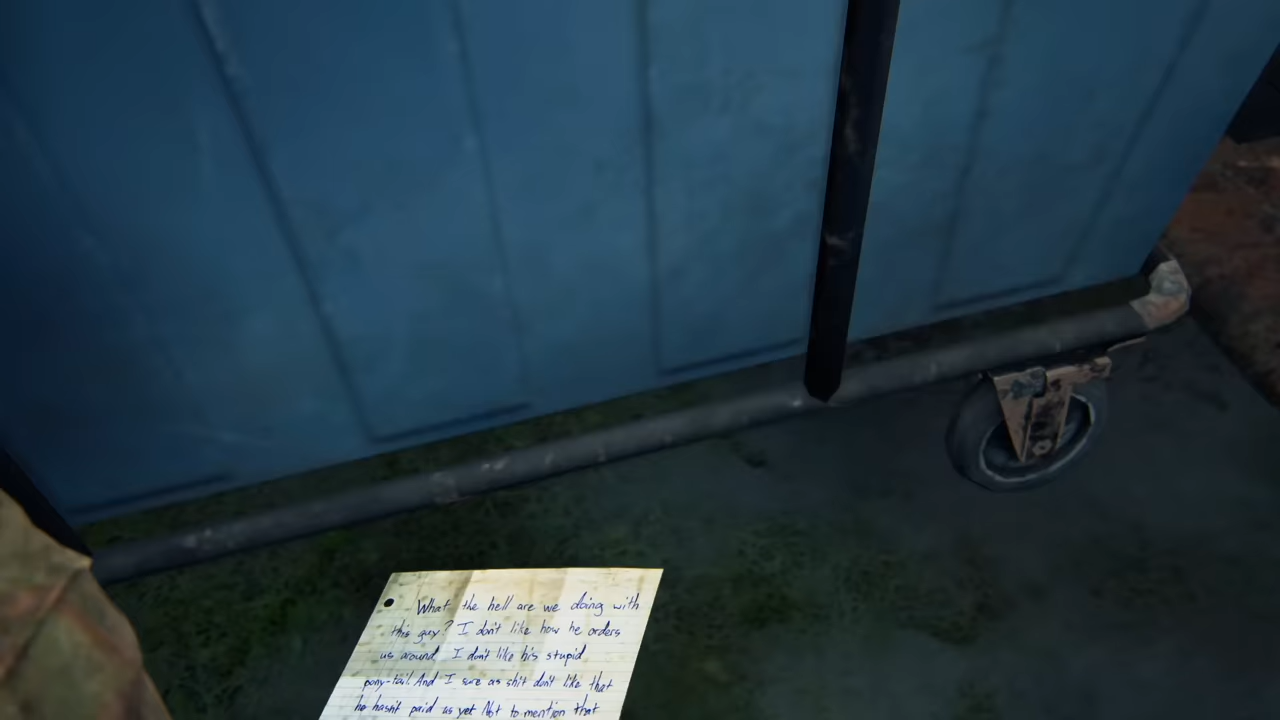 What the hell are we doing with
this guy? I don't like how he orders
us around. I don't like his stupid
pony-tail. And I sure as shit don't like that
he hasn't paid us yet. Not to mention that